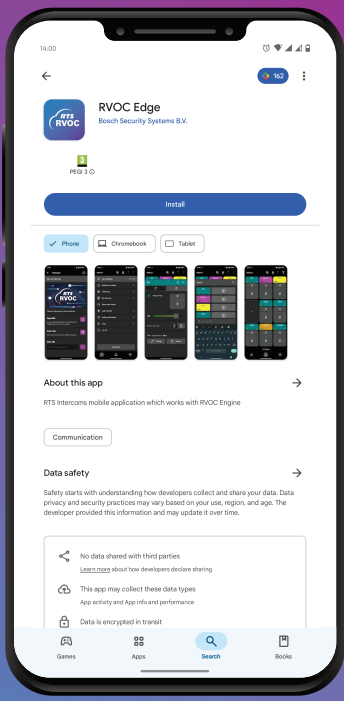 14:00
162
RTS
RVOC
RVOC Edge
Bosch Security Systems B.V.
3
PEGI 3
Install
Phone
Chromebook
Tablet
RTS
RVOC
About this app
RTS Intercoms mobile application which works with RVOC Engine
Communication
Data safety
Safety starts with understanding how developers collect and share your data. Data
privacy and security practices may vary based on your use, region, and age. The
developer provided this information and may update it over time.
No data shared with third parties
Learn more about how developers declare sharing
This app may collect these data types
App activity and App info and performance
Data is encrypted in transit
Games
Apps
Search
Books